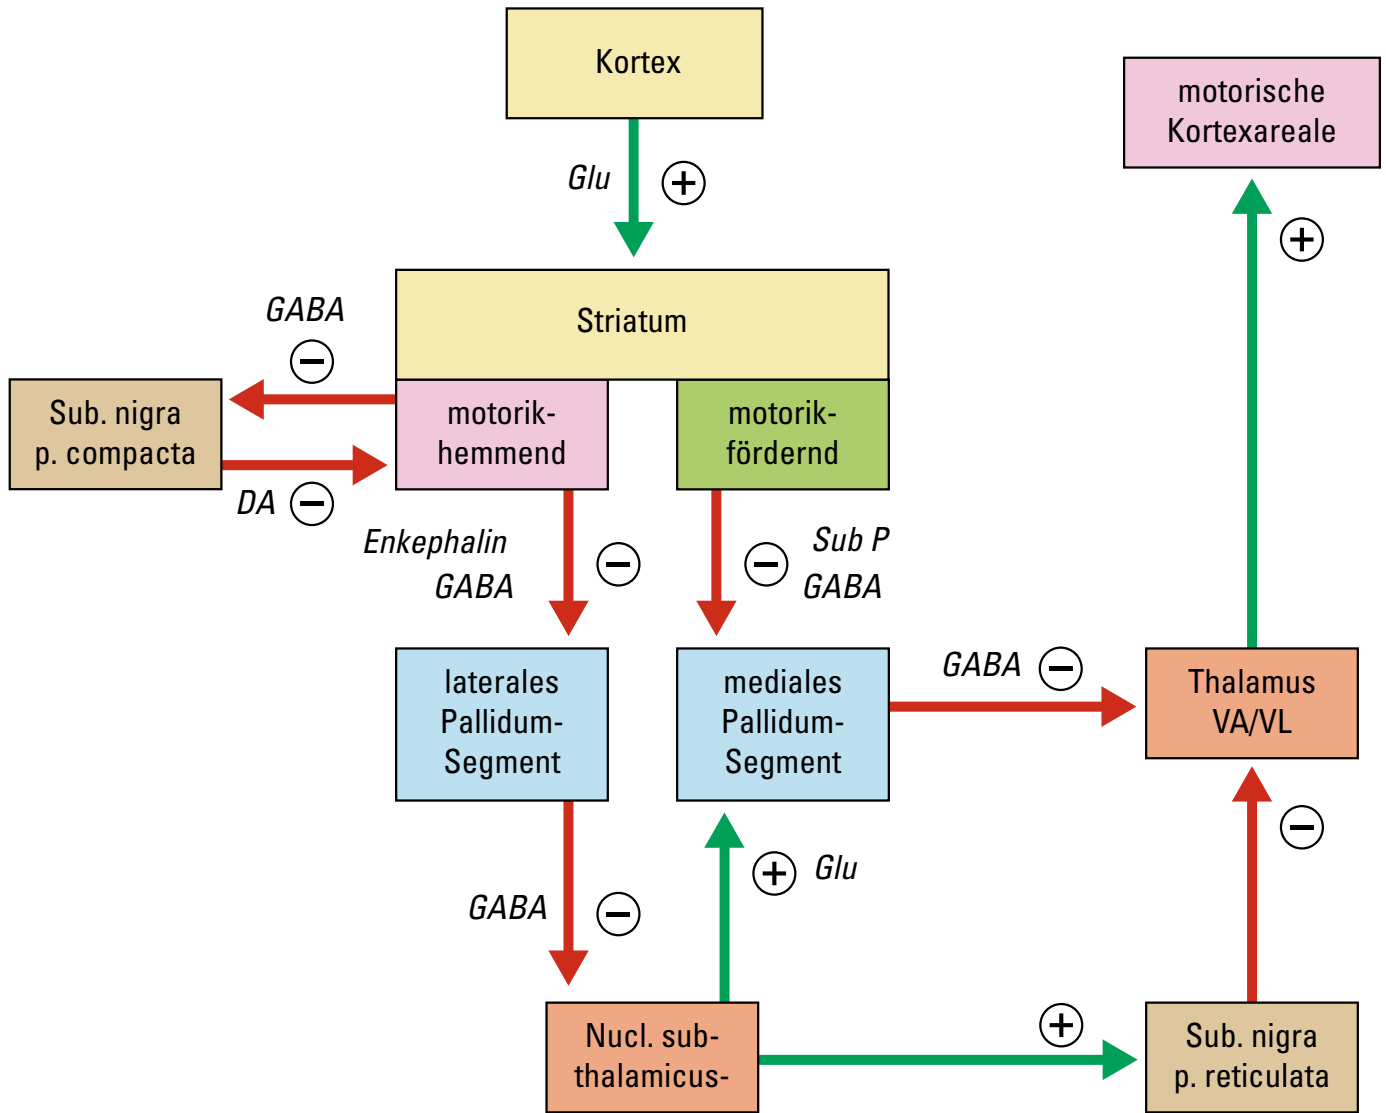 Kortex
motorische
Kortexareale
Glu
+
+
Striatum
GABA
−
Sub. nigra
p. compacta
motorik-
hemmend
motorik-
fördernd
DA −
Enkephalin
GABA
−
Sub P
GABA
−
laterales
Pallidum-
Segment
mediales
Pallidum-
Segment
GABA −
Thalamus
VA/VL
−
+ Glu
GABA −
Nucl. sub-
thalamicus-
+
Sub. nigra
p. reticulata